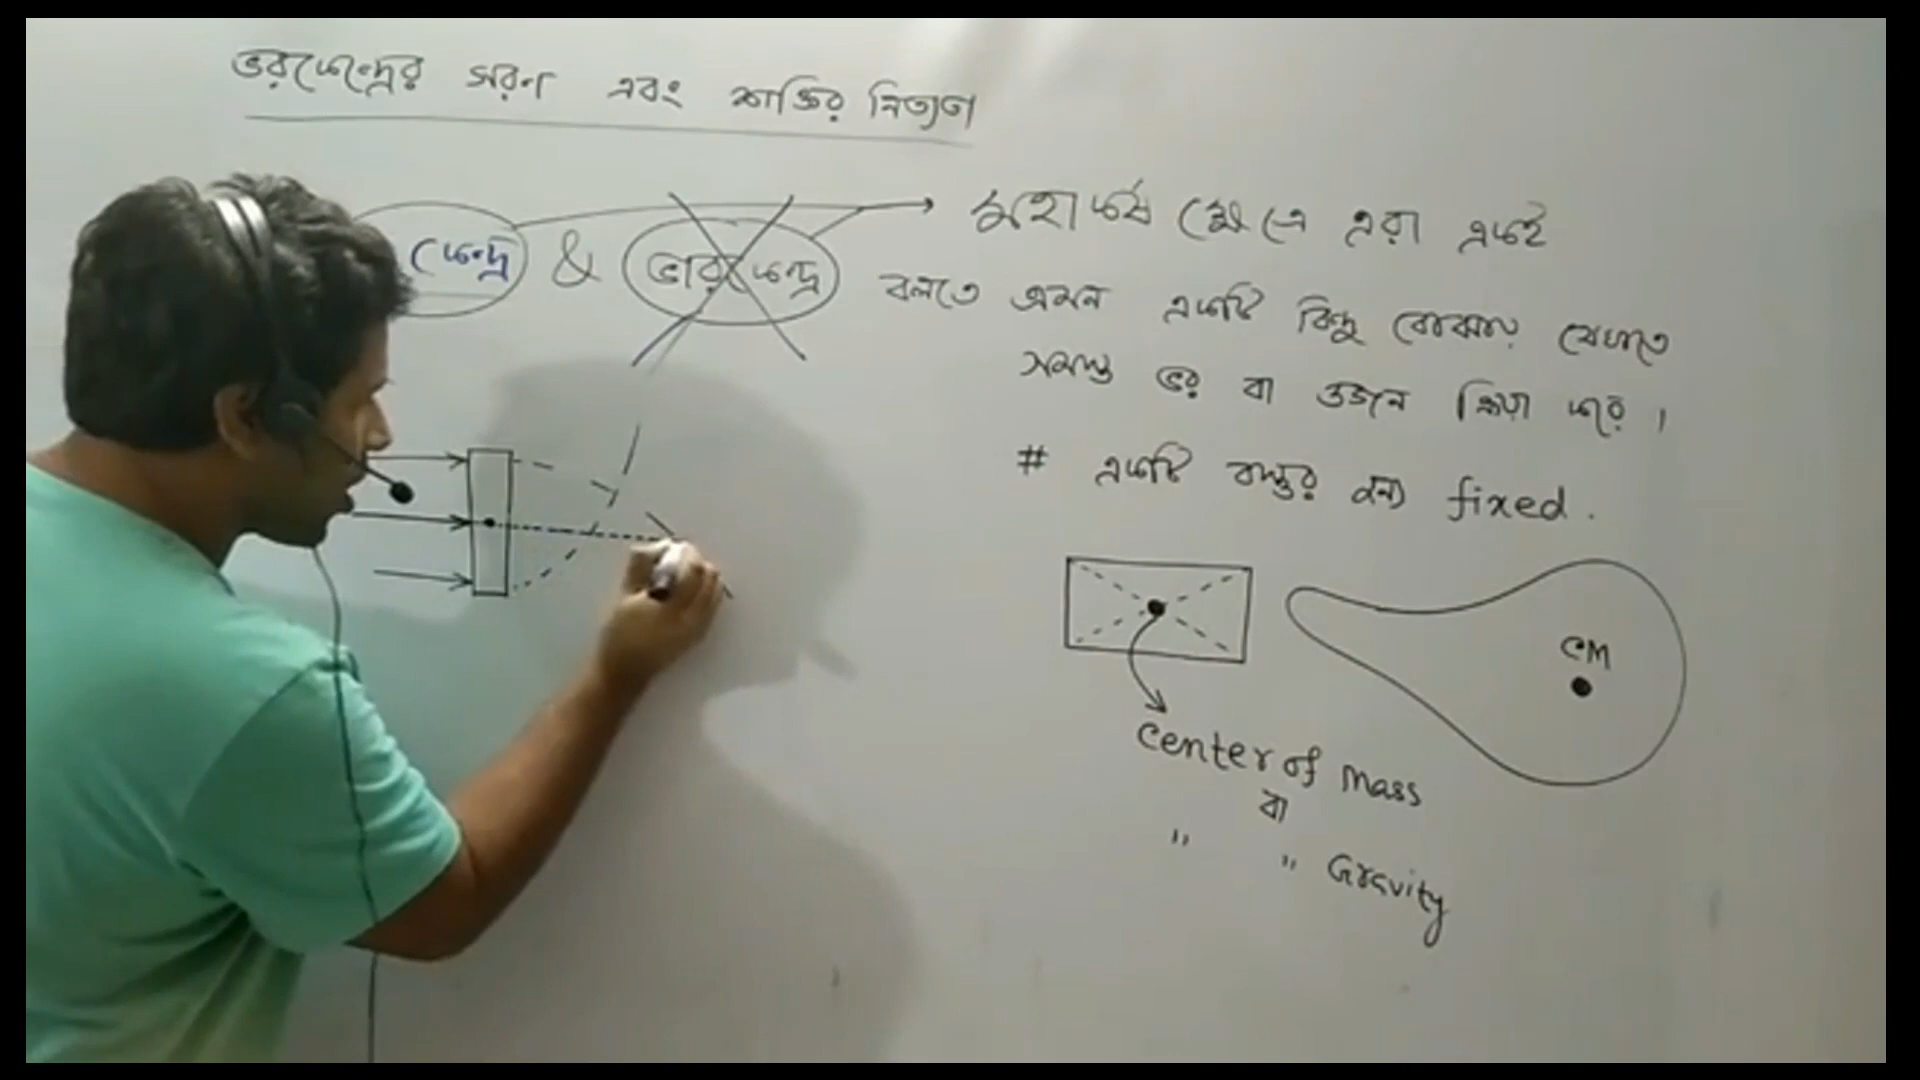 ভরকেন্দ্রের সরণ এবং শক্তির নিত্যতা
মহাকর্ষ ক্ষেত্রে এরা একই
কেন্দ্র & ভারকেন্দ্র বলতে এমন একটি বিন্দু বোঝায় যেখানে
সমস্ত ভর বা ওজন ক্রিয়া করে।
# একটি বস্তুর জন্য fixed.
CM
Center of Mass
বা
" " Gravity